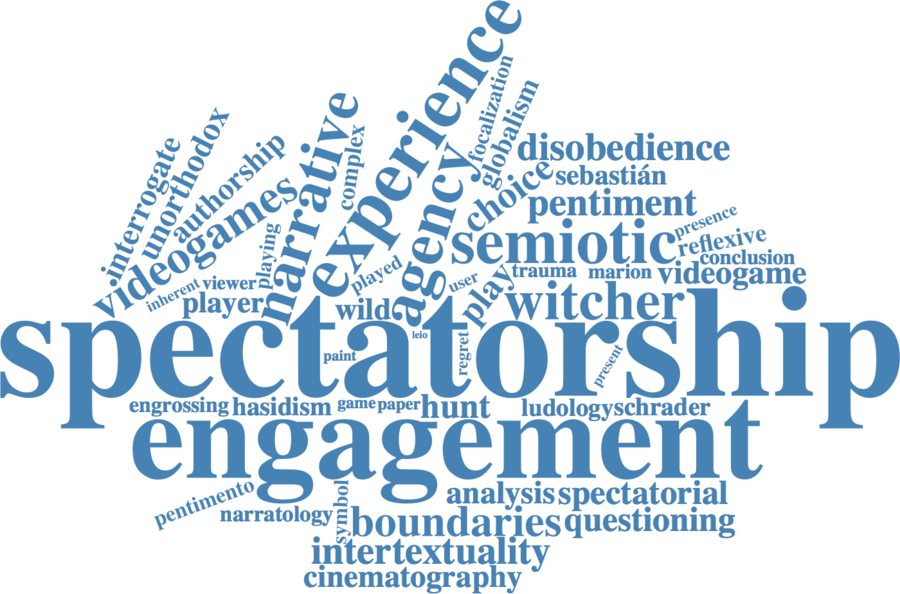 experience
focalization
globalism
narrative
complex
unorthodox
interrogate
authorship
disobedience
agency
choice
sebastián
videogames
pentiment
presence
playing
semiotic
reflexive
conclusion
played
user
trauma
marion
videogame
inherent
viewer
play
player
wild
witcher
spectatorship
leio
paint
regret
present
engrossing
hasidism
game
paper
hunt
ludology
schrader
engagement
pentimento
symbol
analysis
spectatorial
narratology
boundaries
questioning
intertextuality
cinematography